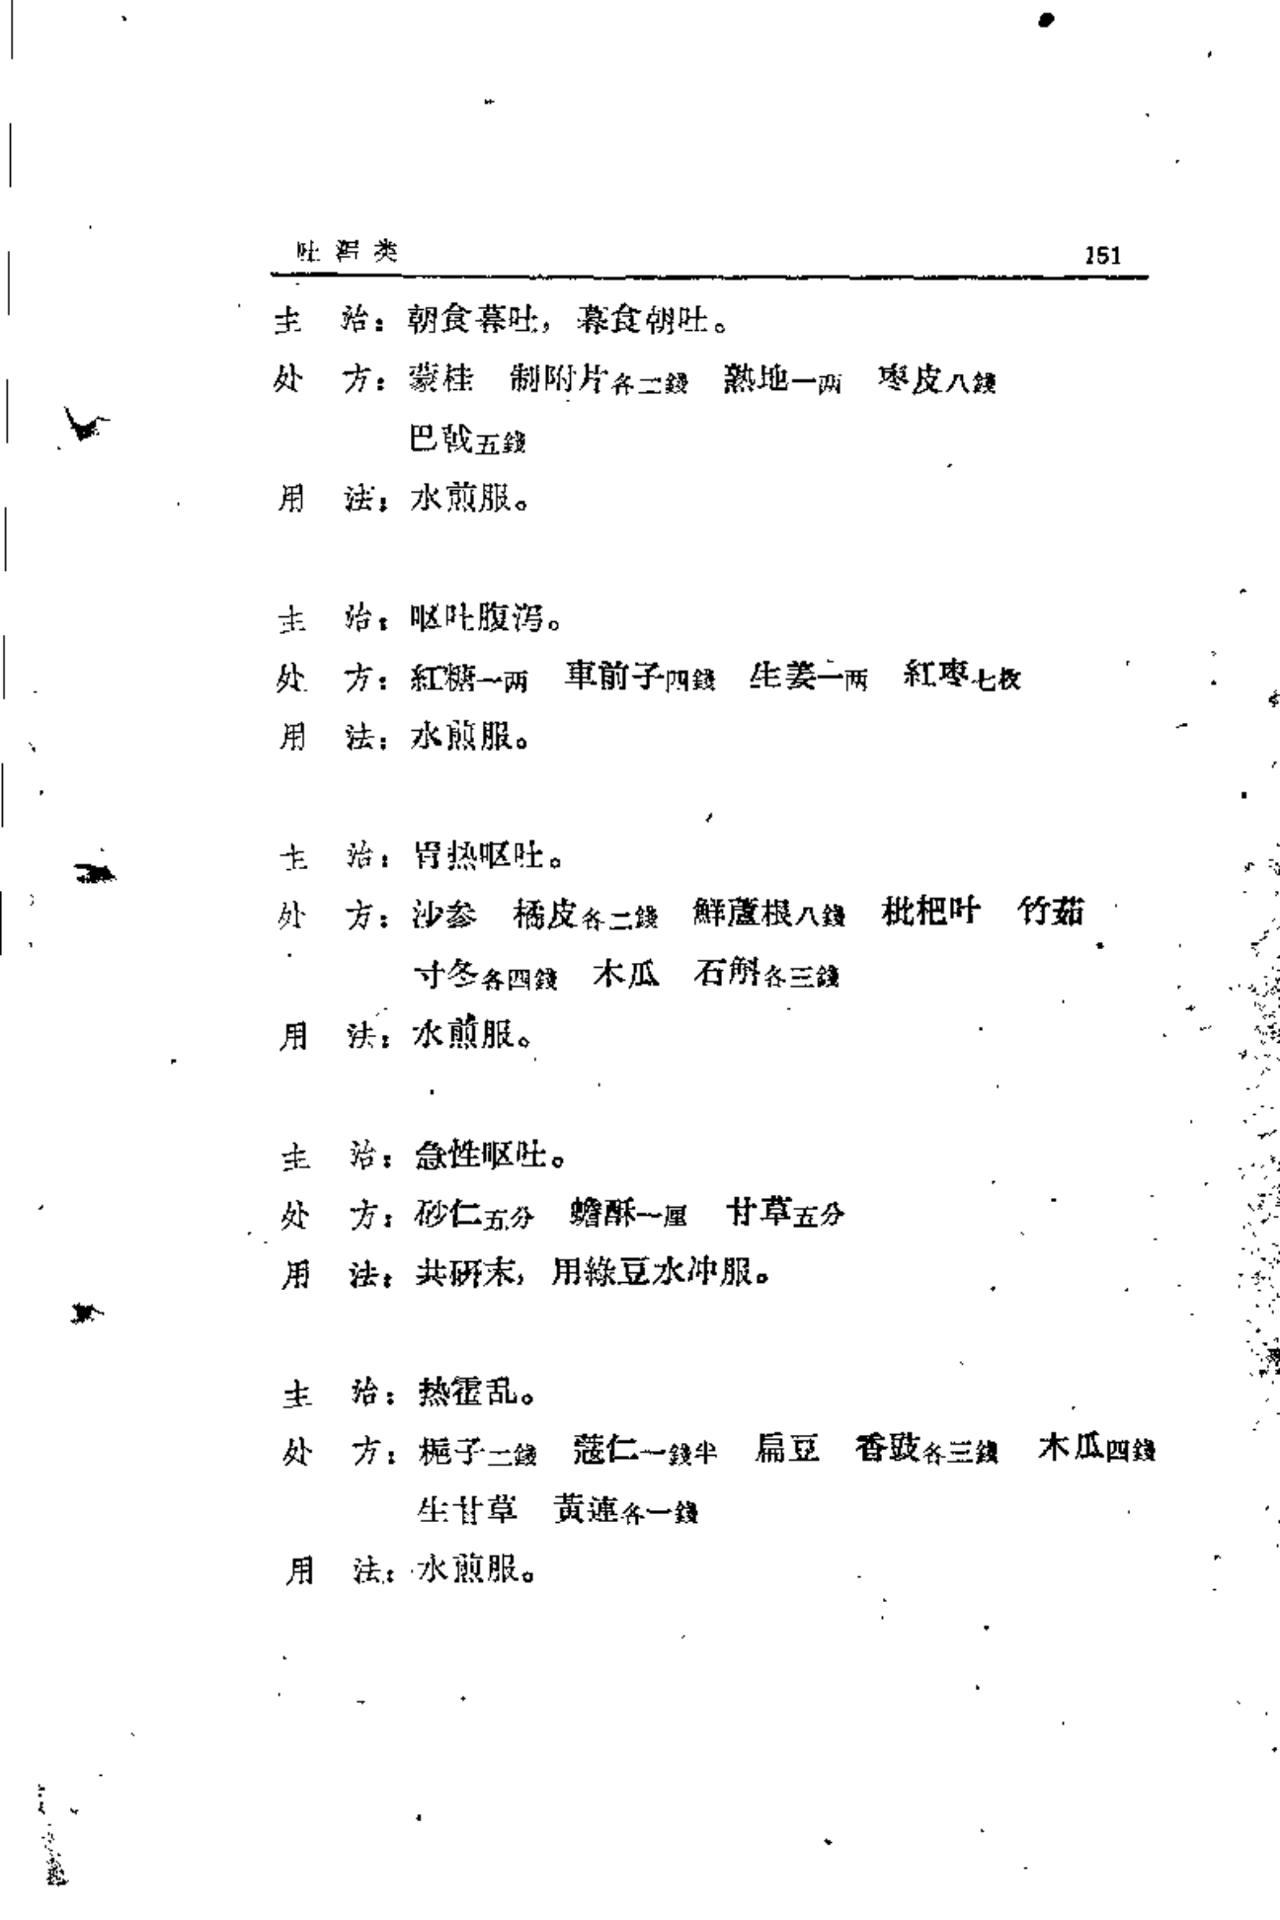 吐泻类 151
主　治：朝食暮吐，暮食朝吐。
处　方：蒙桂　制附片各二錢　熟地一两　枣皮八錢
巴戟五錢
用　法：水煎服。
主　治：呕吐腹泻。
处　方：紅糖一两　車前子四錢　生姜一两　紅枣七枚
用　法：水煎服。
主　治：胃热呕吐。
处　方：沙参　橘皮各二錢　鮮蘆根八錢　枇杷叶　竹茹
寸冬各四錢　木瓜　石斛各三錢
用　法：水煎服。
主　治：急性呕吐。
处　方：砂仁五分　蟾酥一厘　甘草五分
用　法：共研末，用綠豆水冲服。
主　治：热霍乱。
处　方：梔子二錢　蔻仁一錢半　扁豆　香豉各三錢　木瓜四錢
生甘草　黃連各一錢
用　法：水煎服。